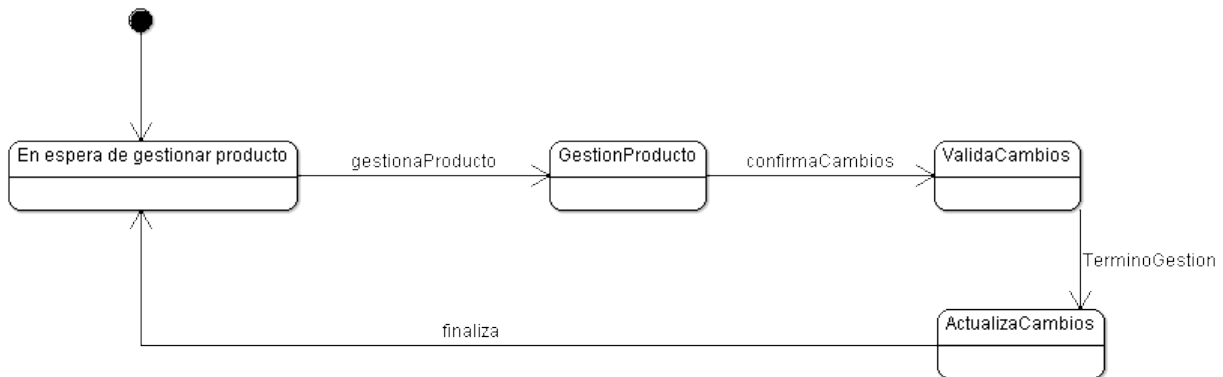 En espera de gestionar producto
gestionaProducto
GestionProducto
confirmaCambios
ValidaCambios
TerminoGestion
ActualizaCambios
finaliza